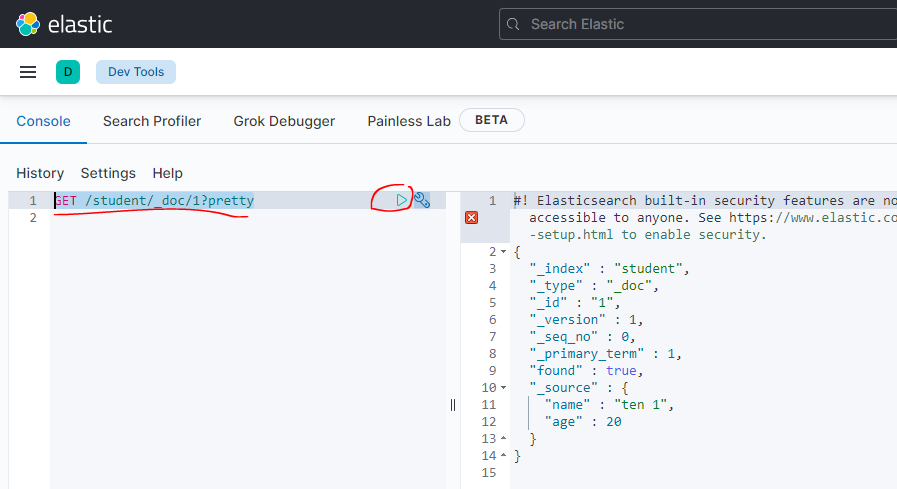 elastic
Search Elastic
D
Dev Tools
Console Search Profiler Grok Debugger Painless Lab BETA
History Settings Help
1 GET /student/_doc/1?pretty
2
1 #! Elasticsearch built-in security features are no
accessible to anyone. See https://www.elastic.co
-setup.html to enable security.
2 {
3 "_index" : "student",
4 "_type" : "_doc",
5 "_id" : "1",
6 "_version" : 1,
7 "_seq_no" : 0,
8 "_primary_term" : 1,
9 "found" : true,
10 "_source" : {
11 "name" : "ten 1",
12 "age" : 20
13 }
14 }
15